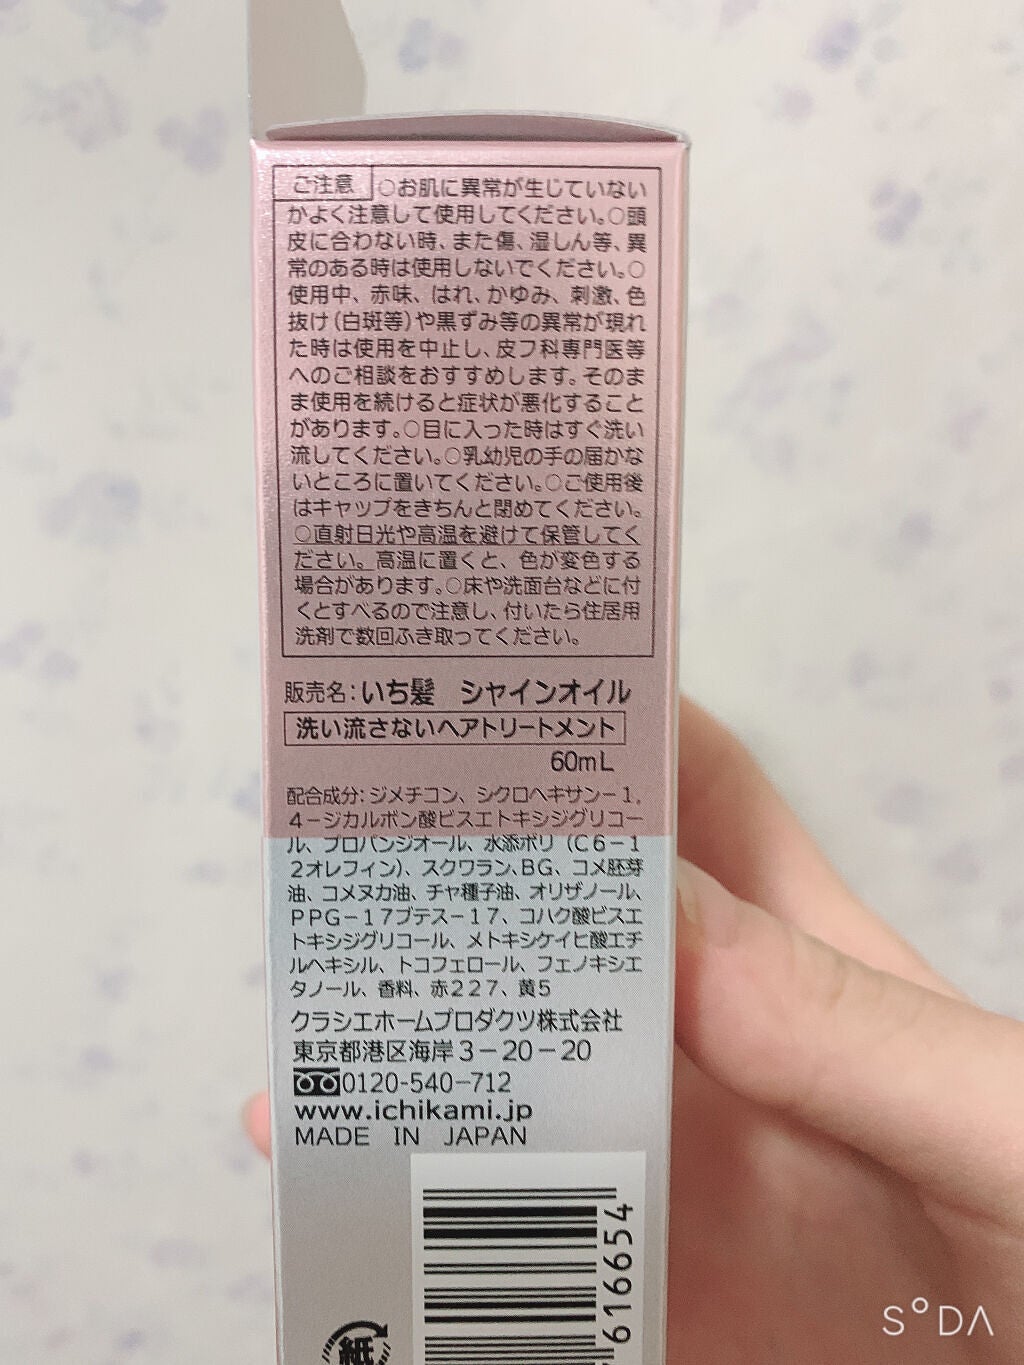 ご注意 ○お肌に異常が生じていない
かよく注意して使用してください。○頭
皮に合わない時、また傷、湿しん等、異
常のある時は使用しないでください。○
使用中、赤味、はれ、かゆみ、刺激、色
抜け(白斑等)や黒ずみ等の異常が現れ
た時は使用を中止し、皮フ科専門医等
へのご相談をおすすめします。そのま
ま使用を続けると症状が悪化すること
があります。○目に入った時はすぐ洗い
流してください。○乳幼児の手の届かな
いところに置いてください。○ご使用後
はキャップをきちんと閉めてください。
○直射日光や高温を避けて保管してく
ださい。高温に置くと、色が変色する
場合があります。○床や洗面台などに付
くとすべるので注意し、付いたら住居用
洗剤で数回ふき取ってください。
販売名:いち髪 シャインオイル
洗い流さないヘアトリートメント
60mL
配合成分:ジメチコン、シクロヘキサン-1,
4-ジカルボン酸ビスエトキシジグリコー
ル、プロパンジオール、水添ポリ(C6-1
2オレフィン)、スクワラン、BG、コメ胚芽
油、コメヌカ油、チャ種子油、オリザノール、
PPG-17ブテス-17、コハク酸ビスエ
トキシジグリコール、メトキシケイヒ酸エチ
ルヘキシル、トコフェロール、フェノキシエ
タノール、香料、赤227、黄5
クラシエホームプロダクツ株式会社
東京都港区海岸3-20-20
0120-540-712
www.ichikami.jp
MADE IN JAPAN
616654
紙
S°DA